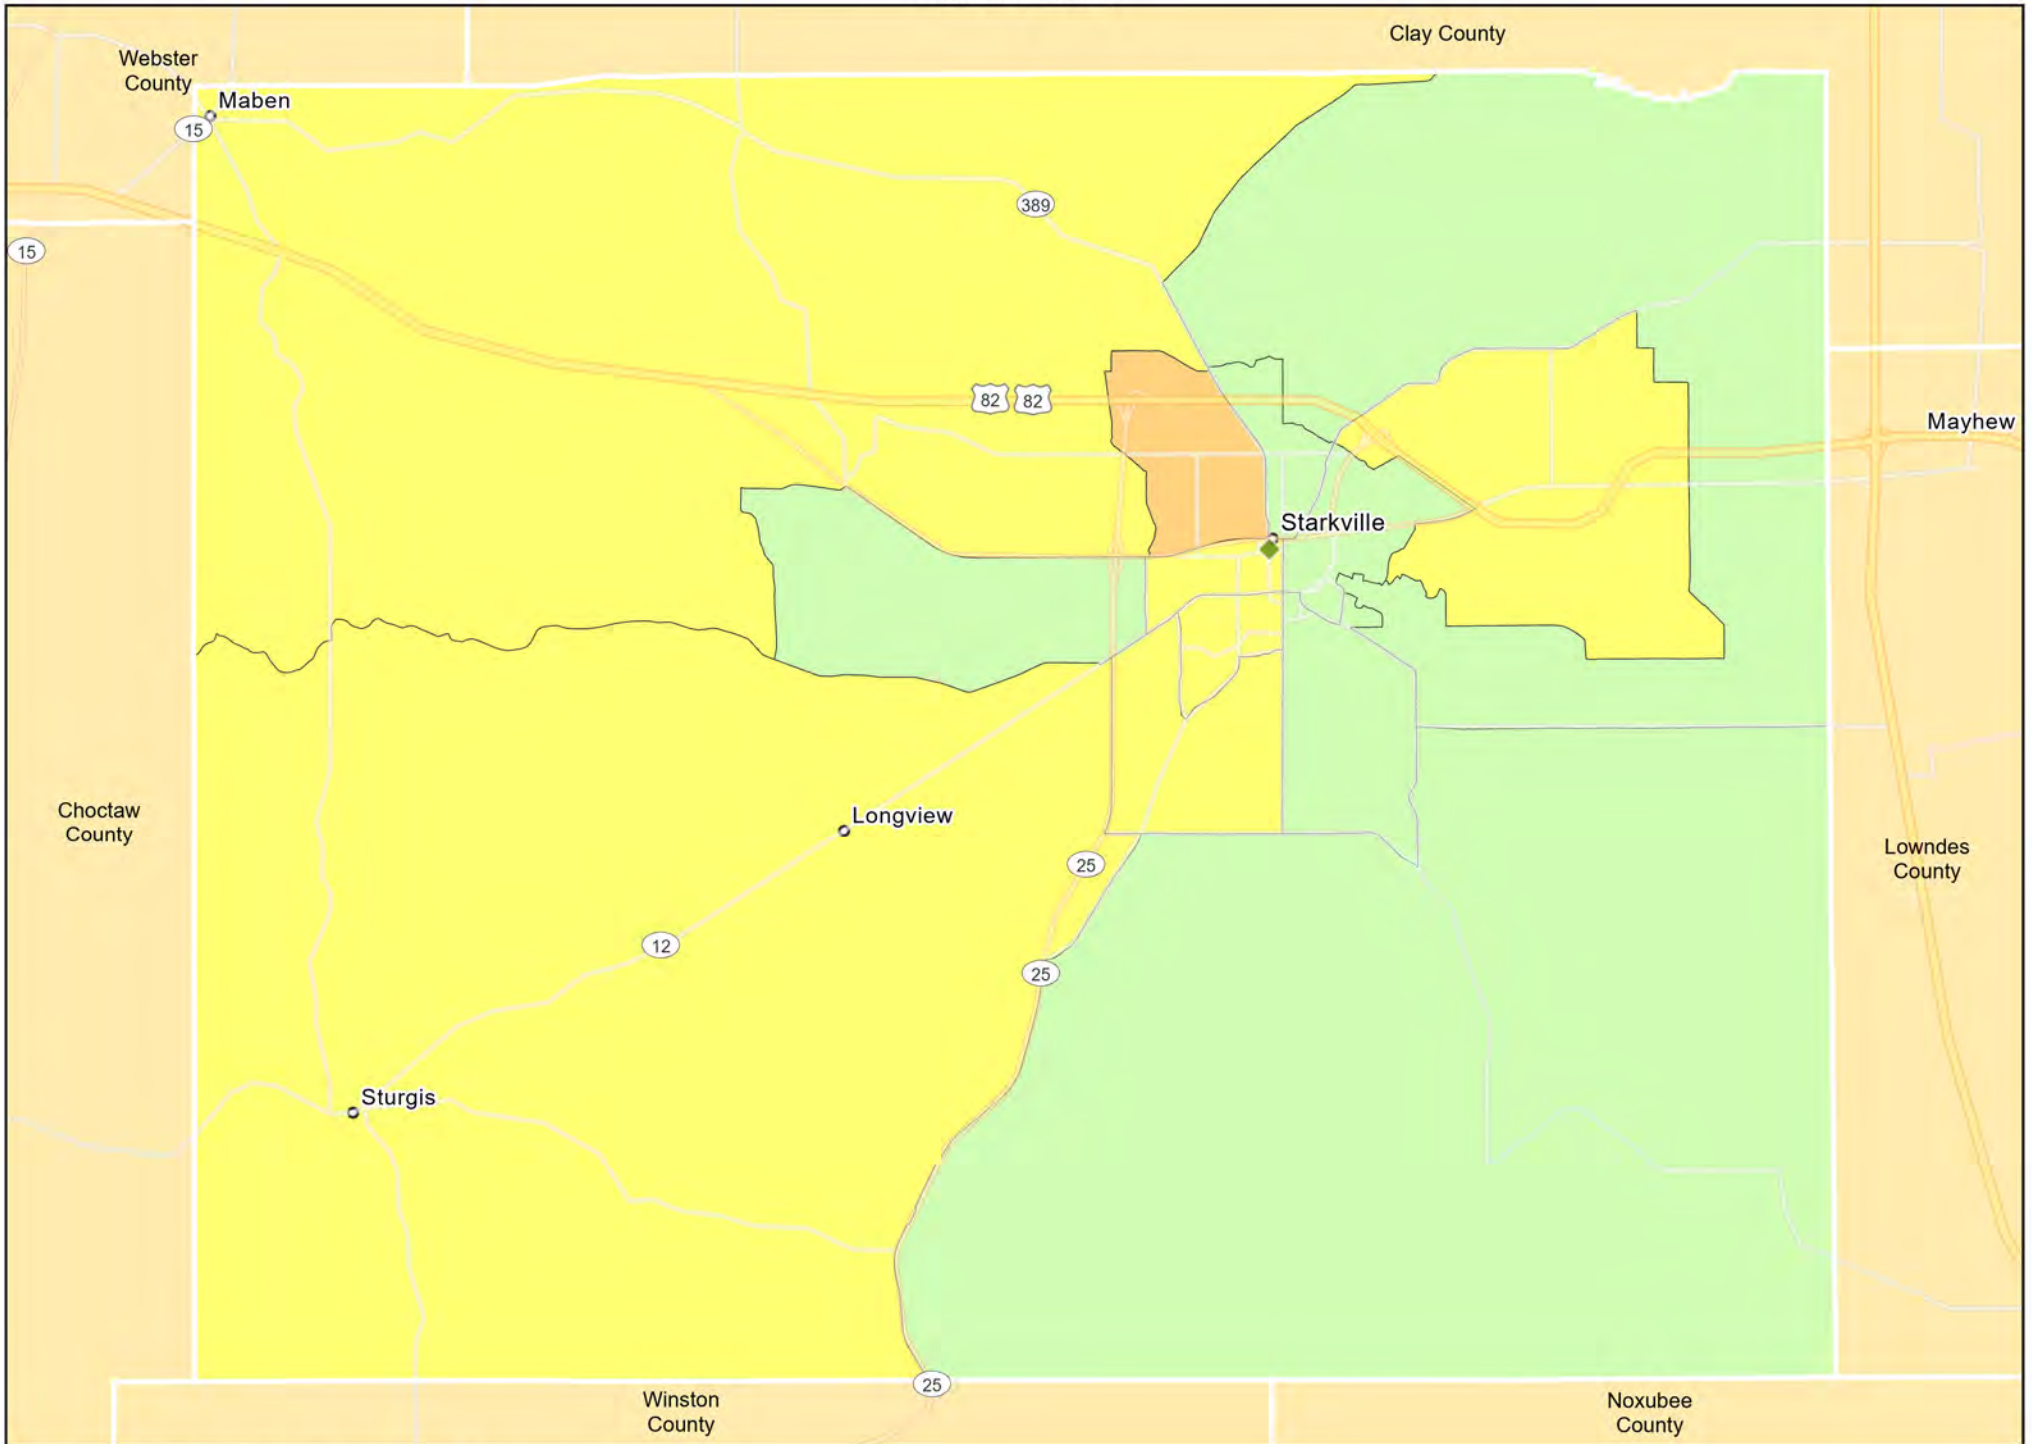 Clay County
Webster
County
Maben
15
389
15
82
82
Mayhew
Starkville
Choctaw
County
Longview
25
Lowndes
County
12
25
Sturgis
25
Winston
County
Noxubee
County